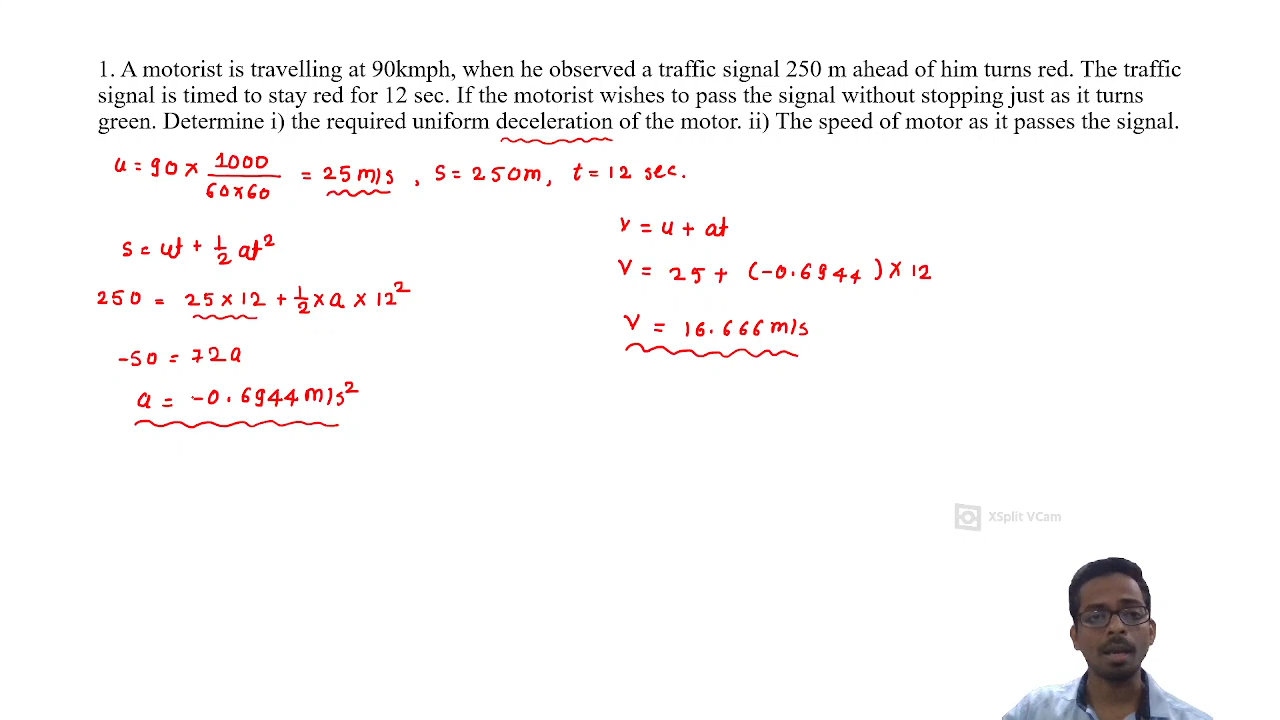 1. A motorist is travelling at 90kmph, when he observed a traffic signal 250 m ahead of him turns red. The traffic
signal is timed to stay red for 12 sec. If the motorist wishes to pass the signal without stopping just as it turns
green. Determine i) the required uniform deceleration of the motor. ii) The speed of motor as it passes the signal.
u = 90 × 1000/60×60 = 25 m/s , S = 250m, t = 12 sec.
S = ut + 1/2 at²
250 = 25 × 12 + 1/2 × a × 12²
-50 = 72a
a = -0.6944 m/s²
v = u + at
V = 25 + (-0.6944) × 12
V = 16.666 m/s
XSplit VCam